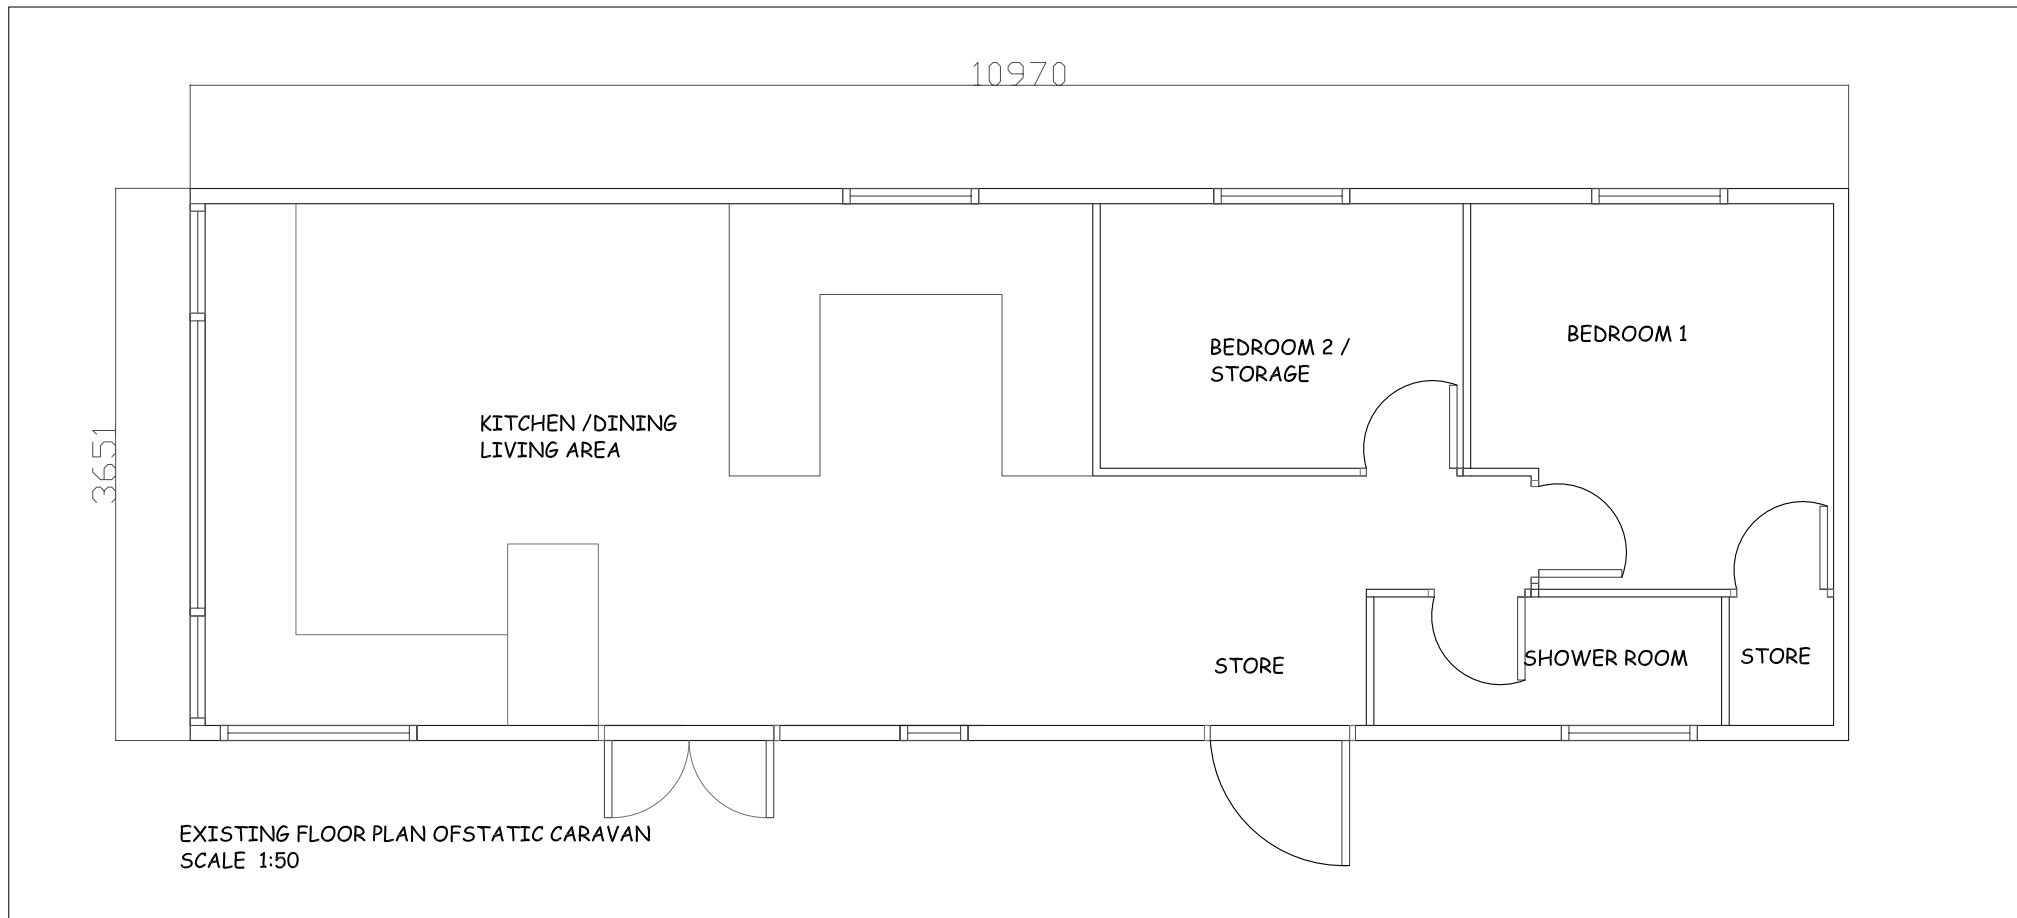 10970
3651
BEDROOM 1
BEDROOM 2 /
STORAGE
KITCHEN /DINING
LIVING AREA
STORE
SHOWER ROOM
STORE
EXISTING FLOOR PLAN OFSTATIC CARAVAN
SCALE 1:50